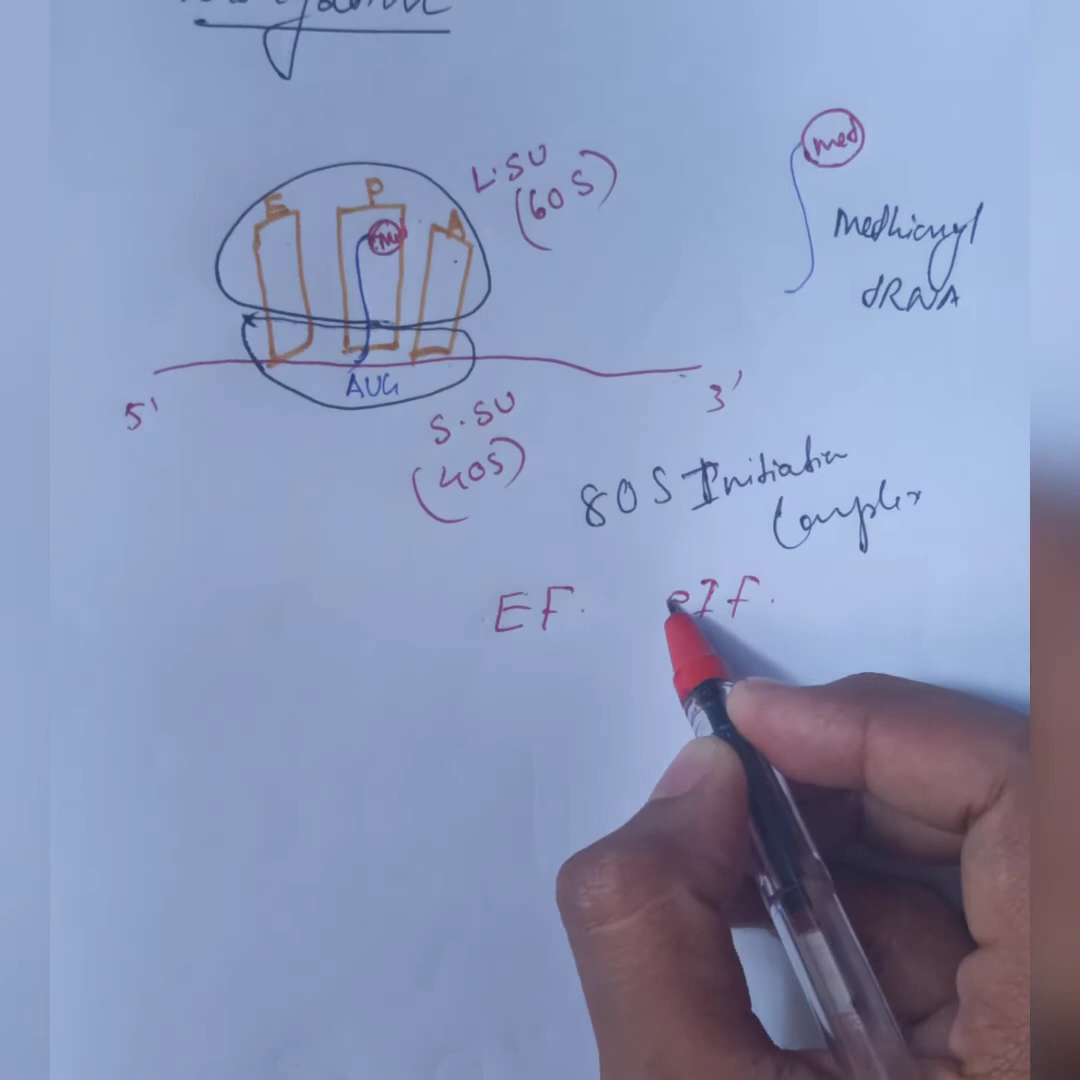 Met
E P A
L.SU
(60S)
Met
Methionyl
tRNA
AUG
5'
3'
S.SU
(40S)
80S Initiation
Complex
EF. eIF.